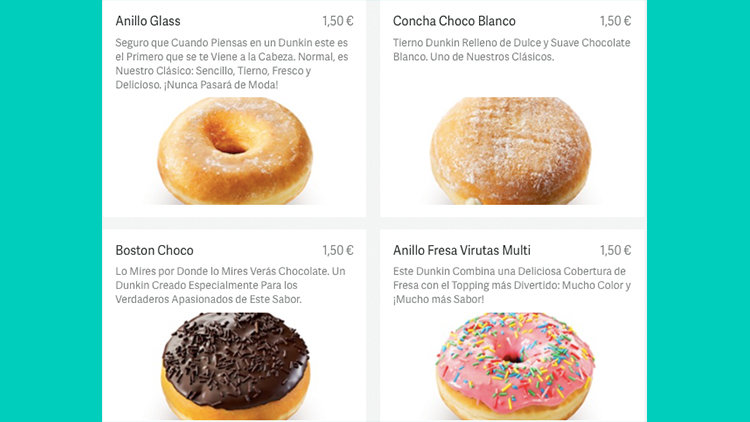 Anillo Glass 1,50 €
Seguro que Cuando Piensas en un Dunkin este es
el Primero que se te Viene a la Cabeza. Normal, es
Nuestro Clásico: Sencillo, Tierno, Fresco y
Delicioso. ¡Nunca Pasará de Moda!
Concha Choco Blanco 1,50 €
Tierno Dunkin Relleno de Dulce y Suave Chocolate
Blanco. Uno de Nuestros Clásicos.
Boston Choco 1,50 €
Lo Mires por Donde lo Mires Verás Chocolate. Un
Dunkin Creado Especialmente Para los
Verdaderos Apasionados de Este Sabor.
Anillo Fresa Virutas Multi 1,50 €
Este Dunkin Combina una Deliciosa Cobertura de
Fresa con el Topping más Divertido: Mucho Color y
¡Mucho más Sabor!